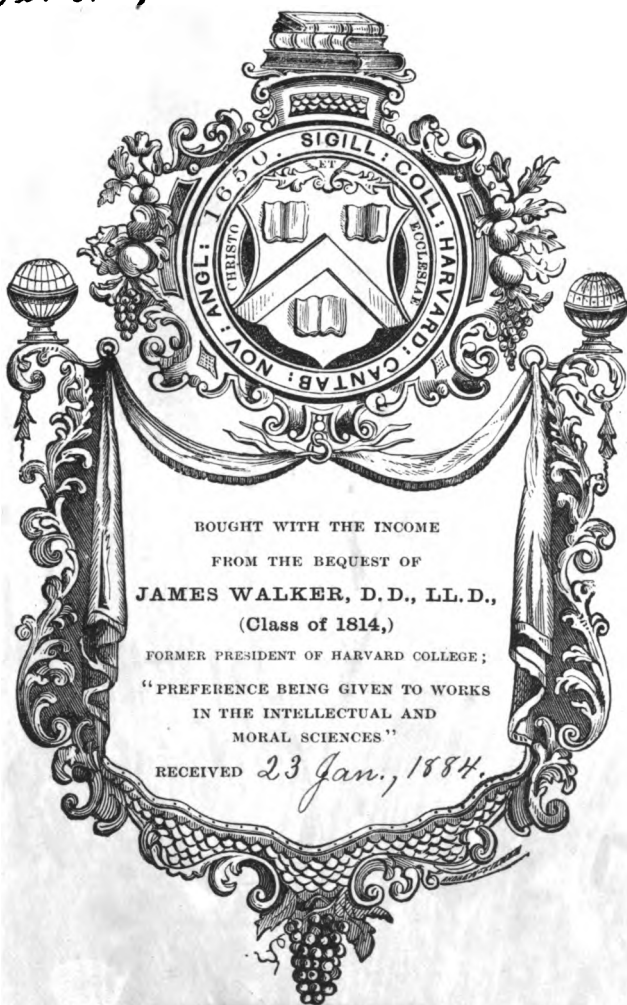 SIGILL: COLL: HARVARD: CANTAB: NOV: ANGL: 1650.
CHRISTO
ET
ECCLESIAE
BOUGHT WITH THE INCOME
FROM THE BEQUEST OF
JAMES WALKER, D.D., LL.D.,
(Class of 1814,)
FORMER PRESIDENT OF HARVARD COLLEGE;
"PREFERENCE BEING GIVEN TO WORKS
IN THE INTELLECTUAL AND
MORAL SCIENCES"
RECEIVED 23 Jan., 1884.